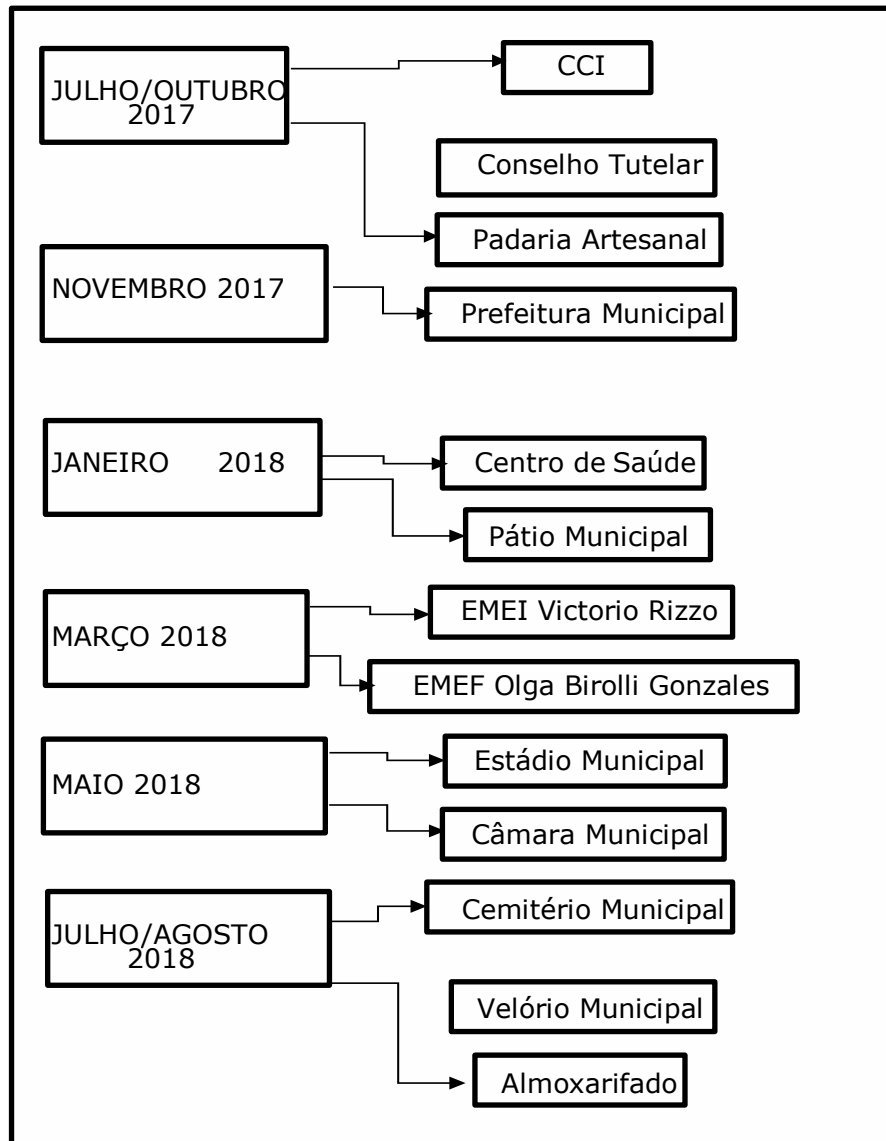 JULHO/OUTUBRO
2017
CCI
Conselho Tutelar
Padaria Artesanal
NOVEMBRO 2017
Prefeitura Municipal
JANEIRO 2018
Centro de Saúde
Pátio Municipal
MARÇO 2018
EMEI Victorio Rizzo
EMEF Olga Birolli Gonzales
MAIO 2018
Estádio Municipal
Câmara Municipal
JULHO/AGOSTO
2018
Cemitério Municipal
Velório Municipal
Almoxarifado